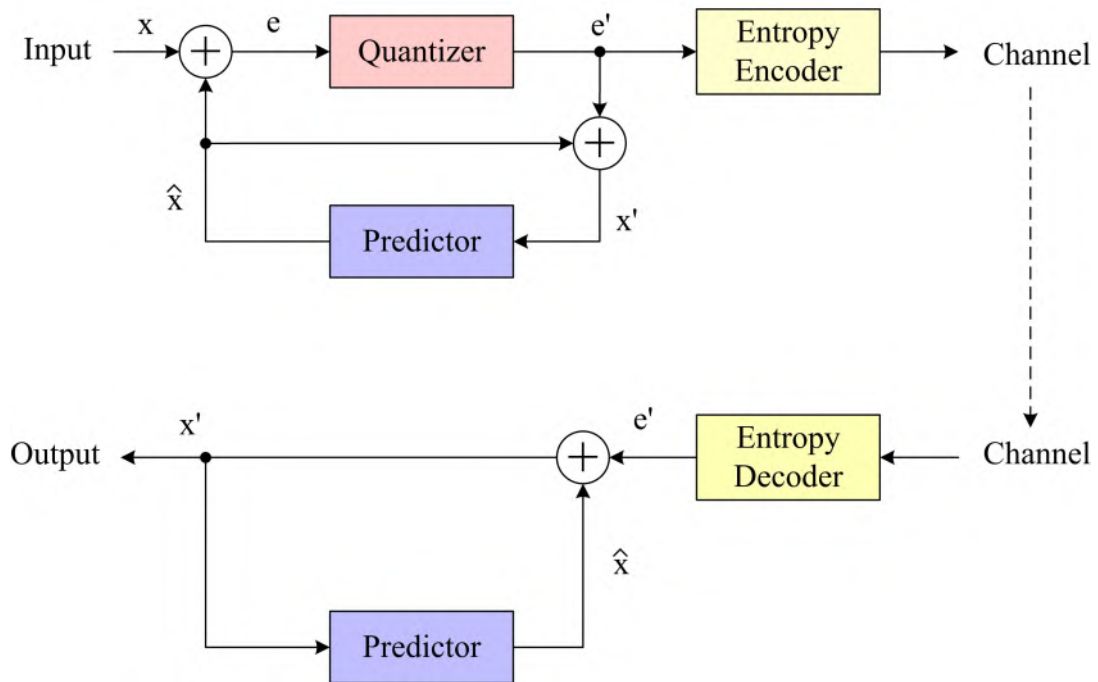 x
e
e'
Input
+
Quantizer
Entropy
Encoder
Channel
+
x̂
Predictor
x'
x'
e'
Output
+
Entropy
Decoder
Channel
x̂
Predictor